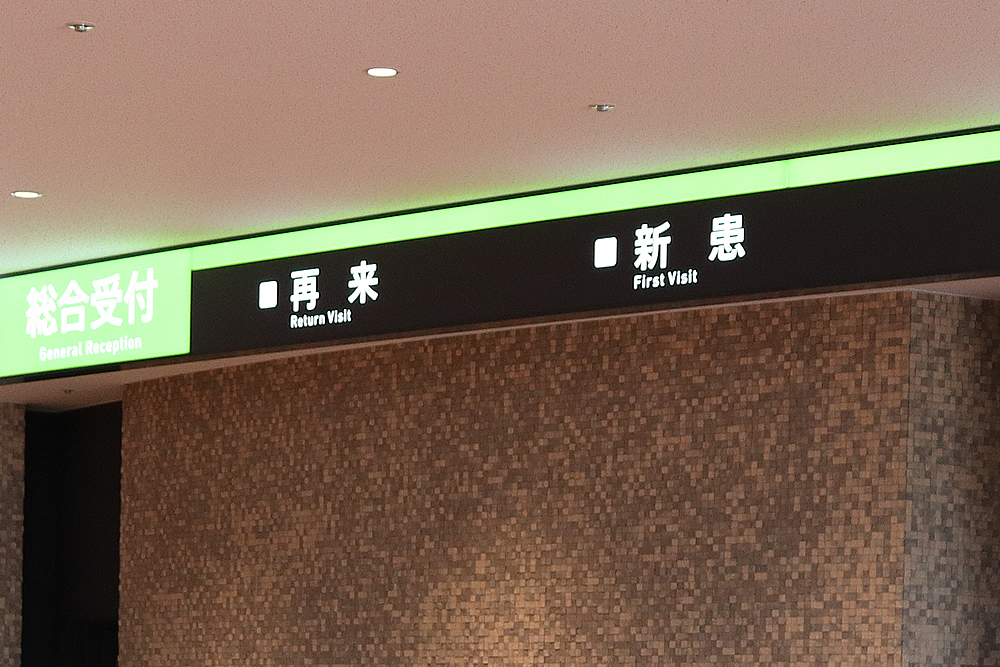 総合受付
General Reception
再 来
Return Visit
新 患
First Visit